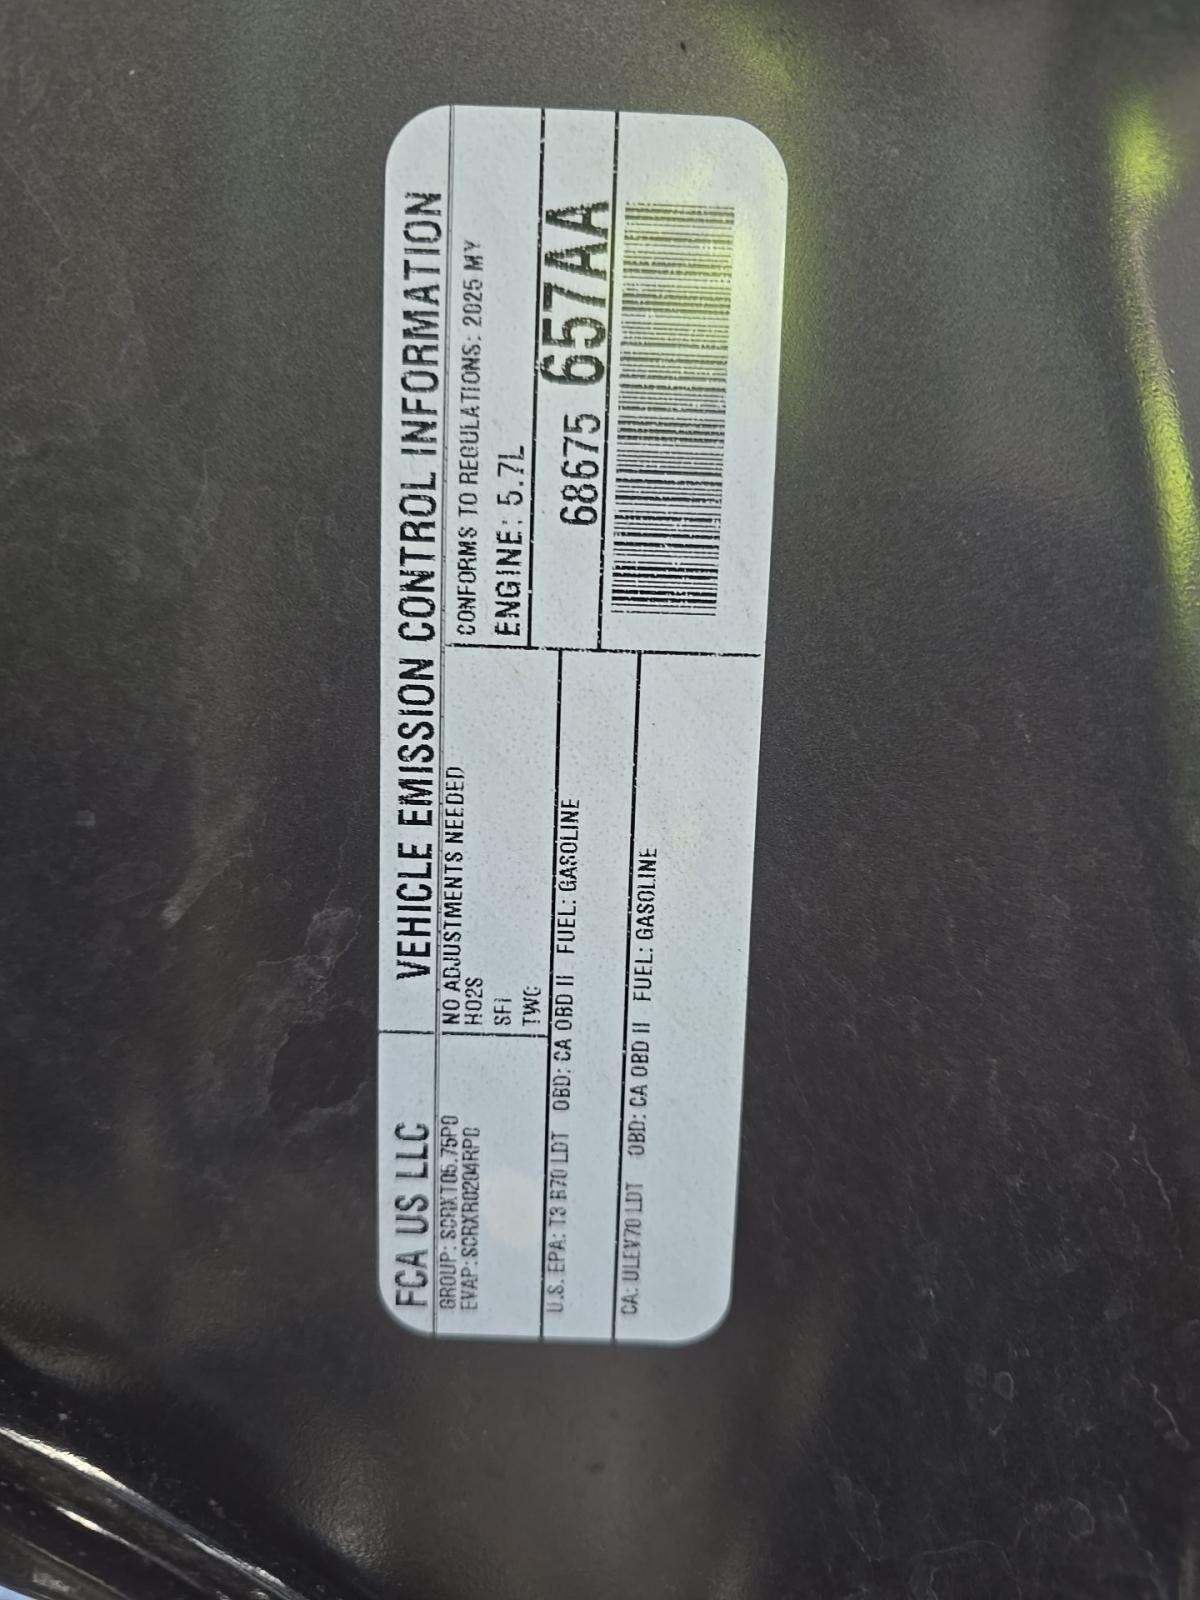 FCA US LLC
VEHICLE EMISSION CONTROL INFORMATION
GROUP: SCRXT05.75P0
EVAP: SCRXR0204RP0
NO ADJUSTMENTS NEEDED
HO2S
SFI
TWC
CONFORMS TO REGULATIONS: 2025 MY
ENGINE: 5.7L
U.S. EPA: T3 B70 LDT OBD: CA OBD II FUEL: GASOLINE
68675 657AA
CA: ULEV70 LDT OBD: CA OBD II FUEL: GASOLINE